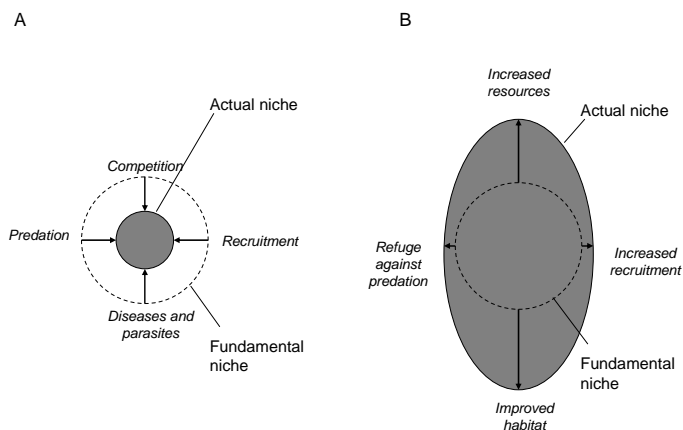 A
Actual niche
Competition
Predation
Recruitment
Diseases and
parasites
Fundamental
niche
B
Increased
resources
Actual niche
Refuge
against
predation
Increased
recruitment
Fundamental
niche
Improved
habitat